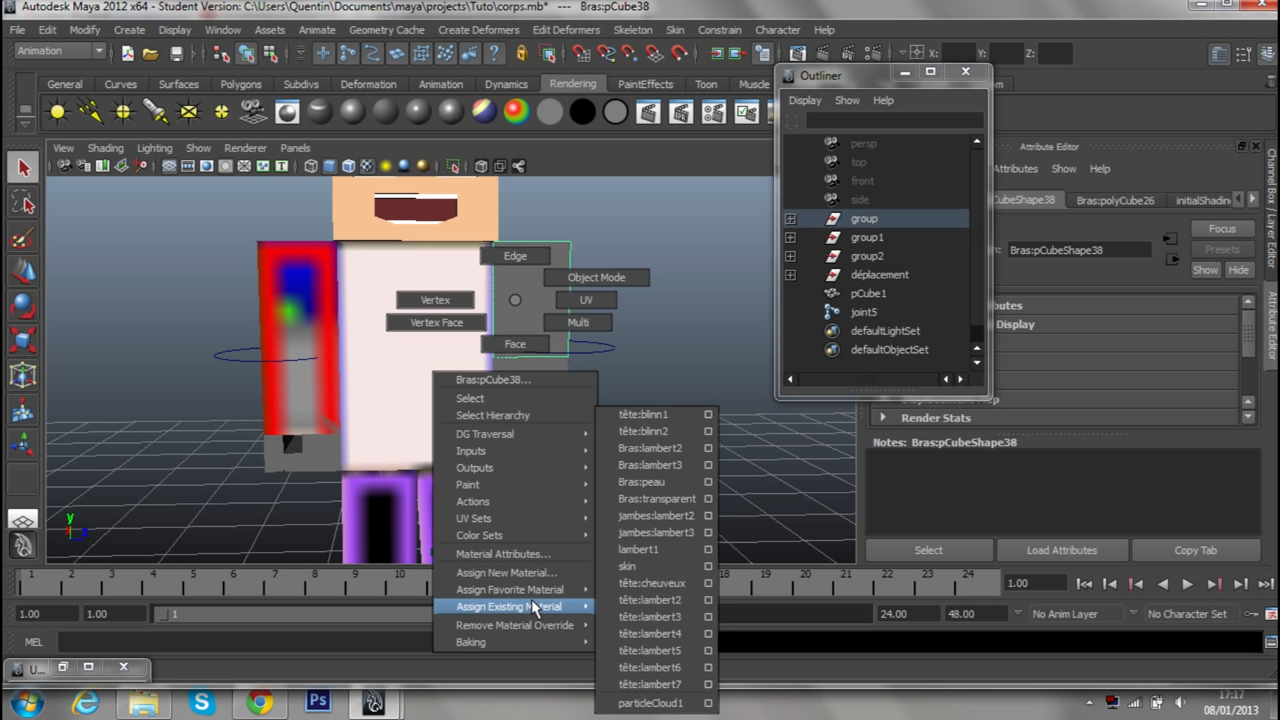 Autodesk Maya 2012 x64 - Student Version: C:\Users\Quentin\Documents\maya\projects\Tuto\corps.mb* --- Bras:pCube38
File Edit Modify Create Display Window Assets Animate Geometry Cache Create Deformers Edit Deformers Skeleton Skin Constrain Character Help
Animation X: Y: Z:
General Curves Surfaces Polygons Subdivs Deformation Animation Dynamics Rendering PaintEffects Toon Muscle
Outliner
Display Show Help
persp
top
front
side
group
group1
group2
déplacement
pCube1
joint5
defaultLightSet
defaultObjectSet
View Shading Lighting Show Renderer Panels
Attribute Editor
Attributes Show Help
CubeShape38 Bras:polyCube26 initialShadin
Bras:pCubeShape38
Focus
Presets
Show Hide
Display
Render Stats
Notes: Bras:pCubeShape38
Select Load Attributes Copy Tab
Channel Box / Layer Editor
Attribute Editor
Edge
Object Mode
Vertex
UV
Vertex Face
Multi
Face
Bras:pCube38...
Select
Select Hierarchy
DG Traversal
Inputs
Outputs
Paint
Actions
UV Sets
Color Sets
Material Attributes...
Assign New Material...
Assign Favorite Material
Assign Existing Material
Remove Material Override
Baking
tête:blinn1
tête:blinn2
Bras:lambert2
Bras:lambert3
Bras:peau
Bras:transparent
jambes:lambert2
jambes:lambert3
lambert1
skin
tête:cheuveux
tête:lambert2
tête:lambert3
tête:lambert4
tête:lambert5
tête:lambert6
tête:lambert7
particleCloud1
y
1 2 3 4 5 6 7 8 9 10 18 19 20 21 22 23 24 1.00
1.00 1.00 1 24.00 48.00 No Anim Layer No Character Set
MEL
U...
17:17
08/01/2013